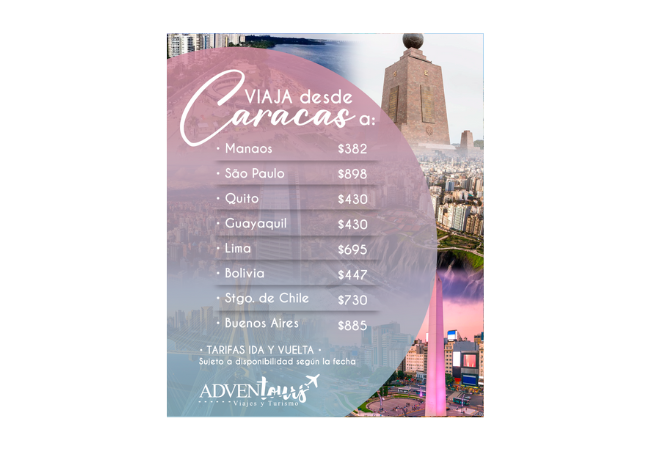 VIAJA desde
Caracas a:
• Manaos $382
• São Paulo $898
• Quito $430
• Guayaquil $430
• Lima $695
• Bolivia $447
• Stgo. de Chile $730
• Buenos Aires $885
• TARIFAS IDA Y VUELTA •
Sujeto a disponibilidad según la fecha
ADVENtours
Viajes y Turismo